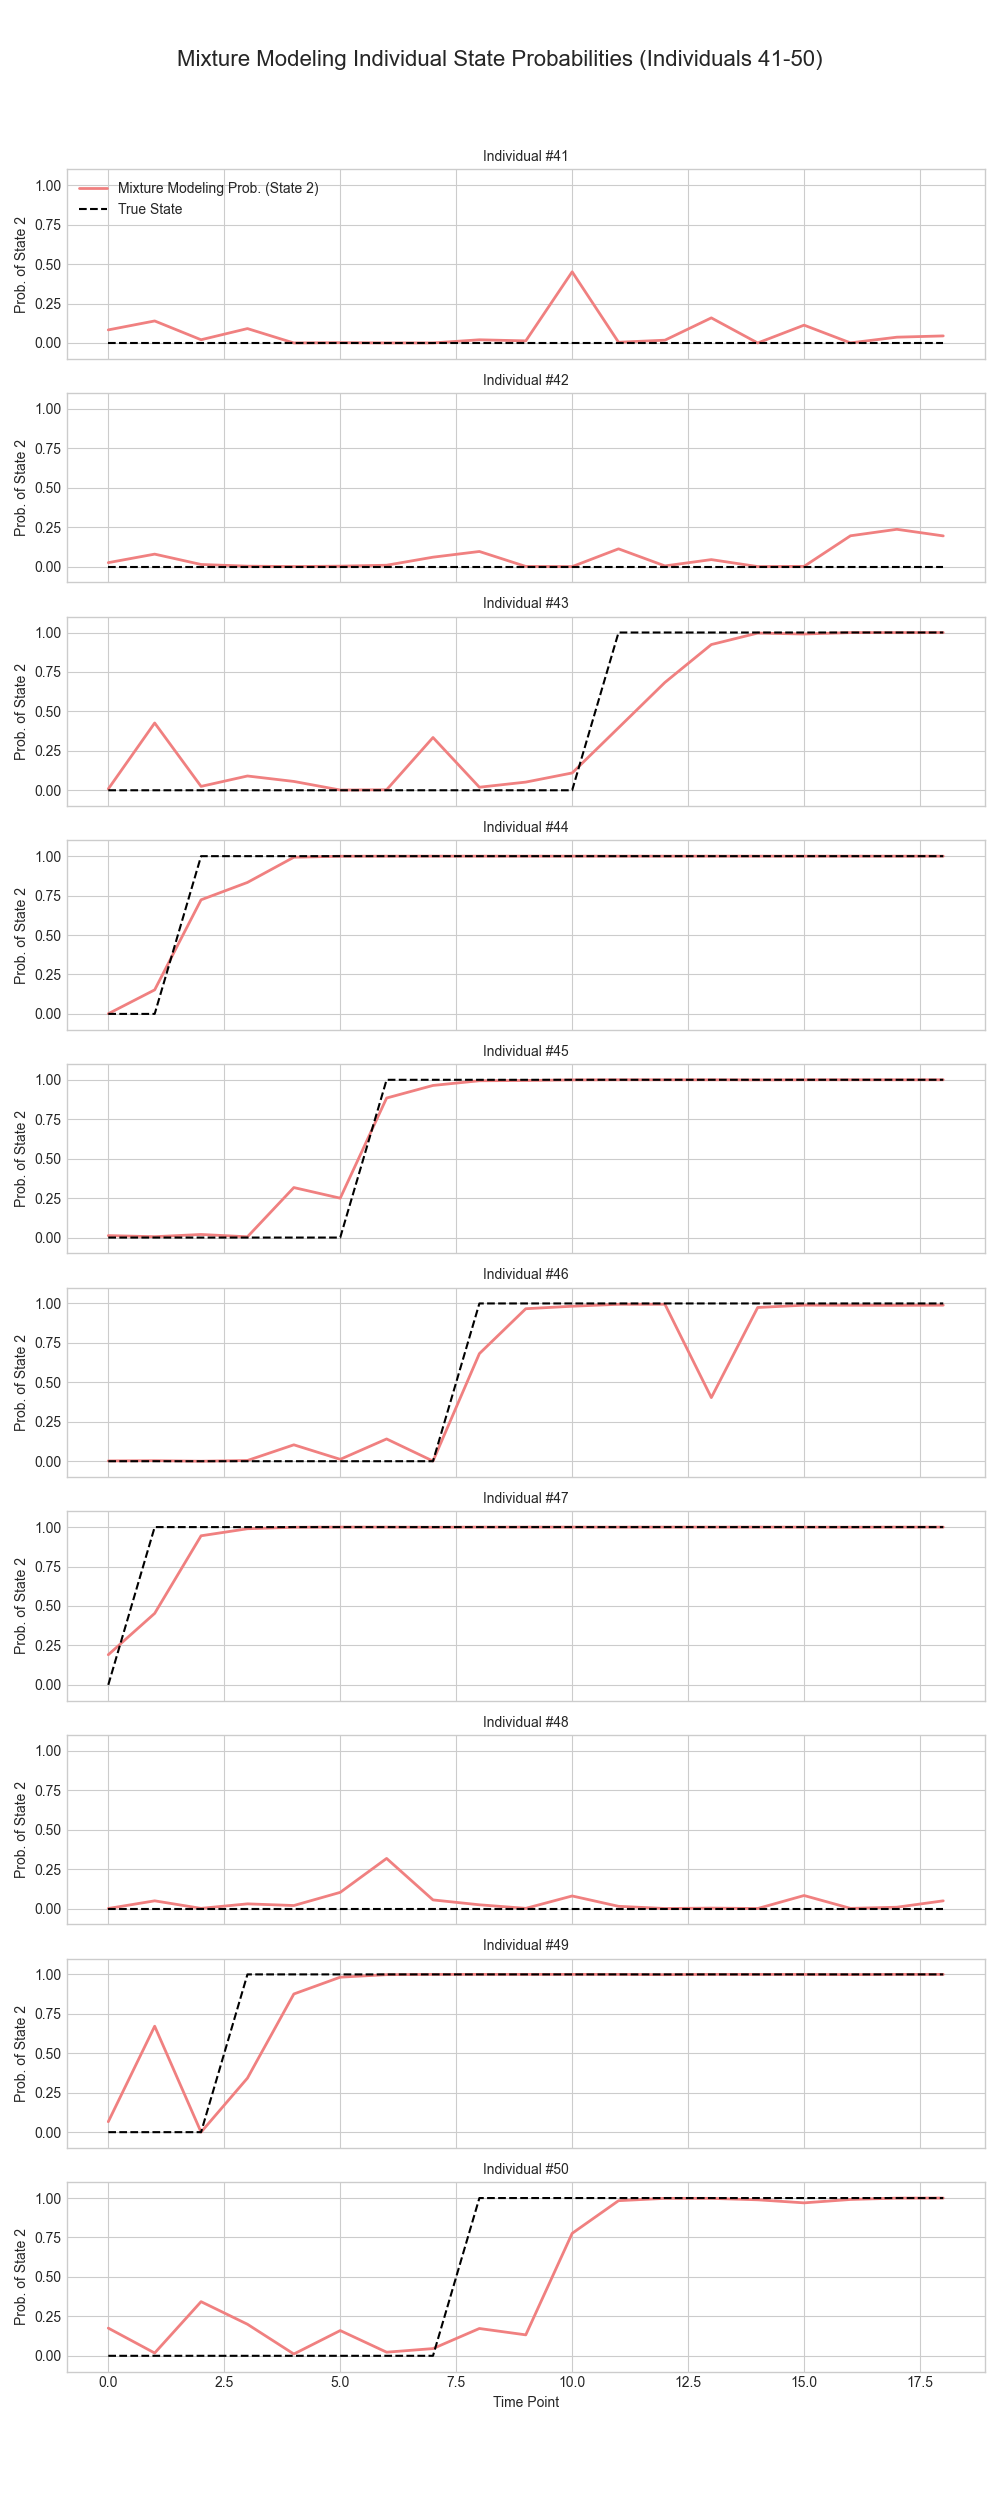 Mixture Modeling Individual State Probabilities (Individuals 41-50)
Individual #41
Mixture Modeling Prob. (State 2)
True State
Prob. of State 2
1.00
0.75
0.50
0.25
0.00
Individual #42
Prob. of State 2
1.00
0.75
0.50
0.25
0.00
Individual #43
Prob. of State 2
1.00
0.75
0.50
0.25
0.00
Individual #44
Prob. of State 2
1.00
0.75
0.50
0.25
0.00
Individual #45
Prob. of State 2
1.00
0.75
0.50
0.25
0.00
Individual #46
Prob. of State 2
1.00
0.75
0.50
0.25
0.00
Individual #47
Prob. of State 2
1.00
0.75
0.50
0.25
0.00
Individual #48
Prob. of State 2
1.00
0.75
0.50
0.25
0.00
Individual #49
Prob. of State 2
1.00
0.75
0.50
0.25
0.00
Individual #50
Prob. of State 2
1.00
0.75
0.50
0.25
0.00
0.0 2.5 5.0 7.5 10.0 12.5 15.0 17.5
Time Point